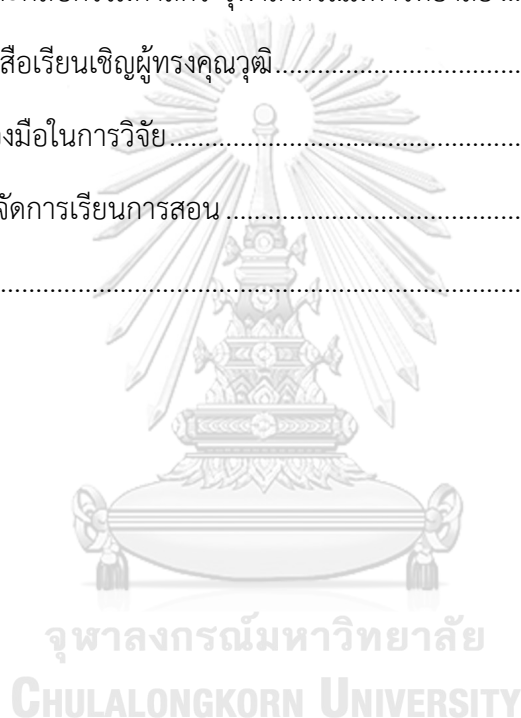 สือเรียนเชิญผู้ทรงคุณวุฒิ................................
งมือในการวิจัย..............................................
จัดการเรียนการสอน......................................
................................................................
จุฬาลงกรณ์มหาวิทยาลัย
CHULALONGKORN UNIVERSITY